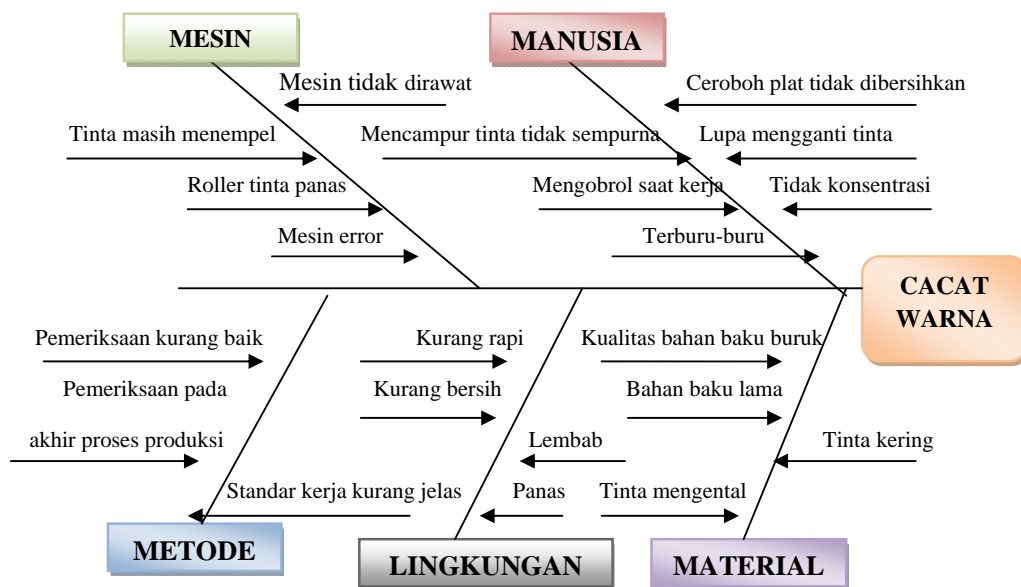 MESIN
MANUSIA
Mesin tidak dirawat
Ceroboh plat tidak dibersihkan
Tinta masih menempel
Mencampur tinta tidak sempurna
Lupa mengganti tinta
Roller tinta panas
Mengobrol saat kerja
Tidak konsentrasi
Mesin error
Terburu-buru
CACAT
WARNA
Pemeriksaan kurang baik
Kurang rapi
Kualitas bahan baku buruk
Pemeriksaan pada
Kurang bersih
Bahan baku lama
akhir proses produksi
Lembab
Tinta kering
Standar kerja kurang jelas
Panas
Tinta mengental
METODE
LINGKUNGAN
MATERIAL